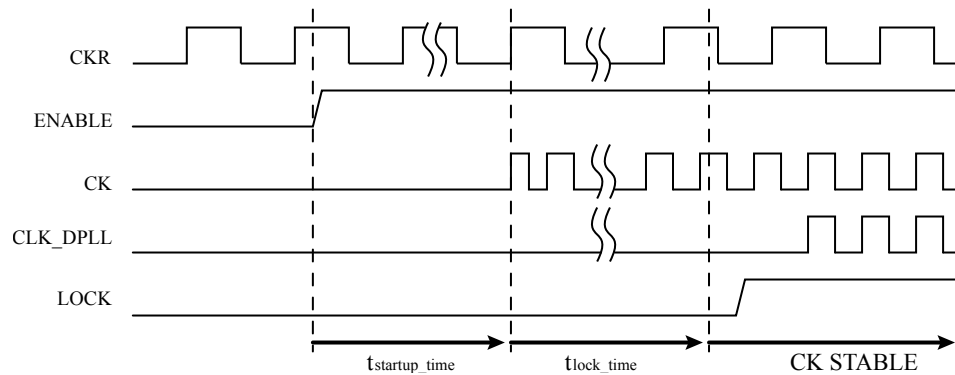 CKR
ENABLE
CK
CLK_DPLL
LOCK
tstartup_time
tlock_time
CK STABLE